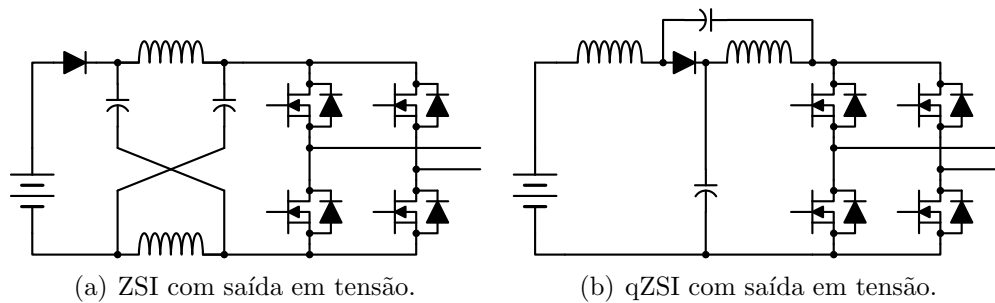 (a) ZSI com saída em tensão.
(b) qZSI com saída em tensão.